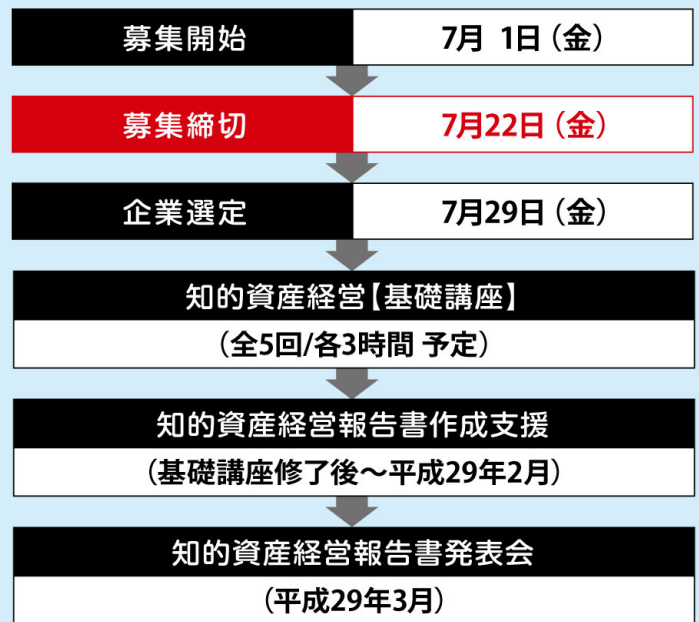 募集開始 7月 1日（金）
募集締切 7月22日（金）
企業選定 7月29日（金）
知的資産経営【基礎講座】
（全5回/各3時間 予定）
知的資産経営報告書作成支援
（基礎講座修了後～平成29年2月）
知的資産経営報告書発表会
（平成29年3月）